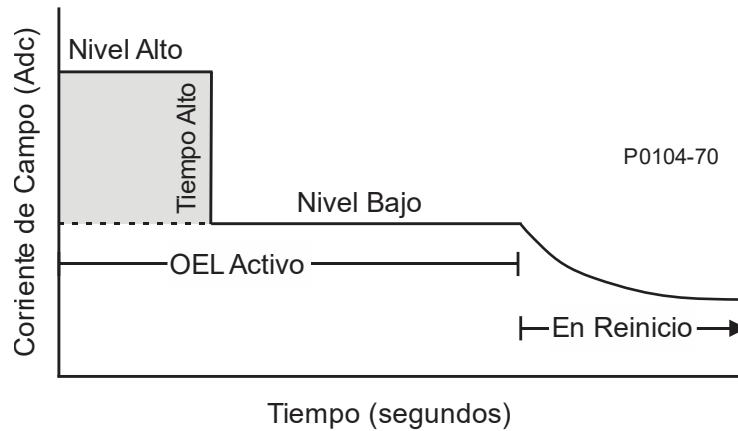 Corriente de Campo (Adc)
Nivel Alto
Tiempo Alto
P0104-70
Nivel Bajo
OEL Activo
En Reinicio
Tiempo (segundos)